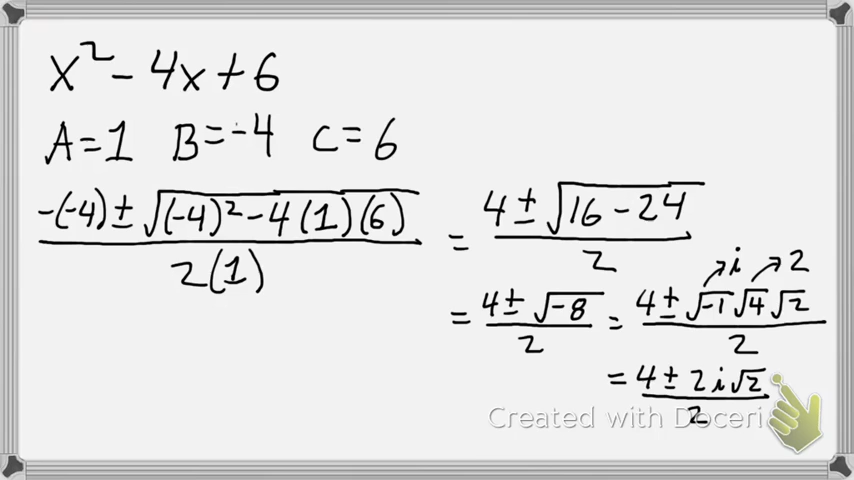 x² - 4x + 6
A = 1 B = -4 C = 6
-(-4) ± √((-4)² - 4(1)(6)) / 2(1)
= 4 ± √(16 - 24) / 2
i 2
= 4 ± √-8 / 2 = 4 ± √-1 √4 √2 / 2
= 4 ± 2i√2 / 2
Created with Doceri